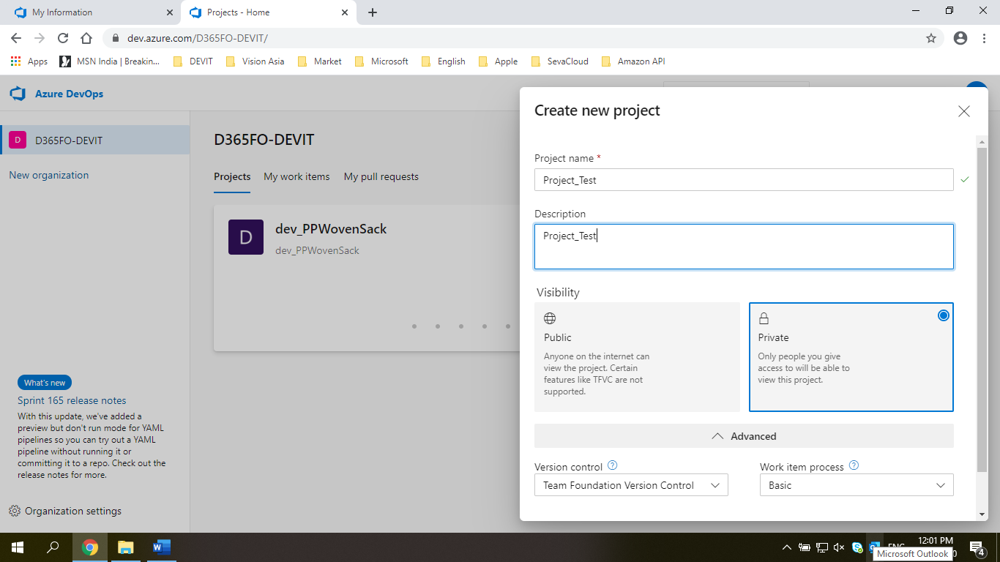 My Information
Projects - Home
dev.azure.com/D365FO-DEVIT/
Apps
MSN India | Breakin...
DEVIT
Vision Asia
Market
Microsoft
English
Apple
SevaCloud
Amazon API
Azure DevOps
D
D365FO-DEVIT
New organization
What's new
Sprint 165 release notes
With this update, we've added a
preview but don't run mode for YAML
pipelines so you can try out a YAML
pipeline without running it or
committing it to a repo. Check out the
release notes for more.
Organization settings
D365FO-DEVIT
Projects
My work items
My pull requests
D
dev_PPWovenSack
dev_PPWovenSack
Create new project
Project name *
Project_Test
Description
Project_Test
Visibility
Public
Anyone on the internet can
view the project. Certain
features like TFVC are not
supported.
Private
Only people you give
access to will be able to
view this project.
Advanced
Version control ?
Team Foundation Version Control
Work item process ?
Basic
12:01 PM
Microsoft Outlook
4